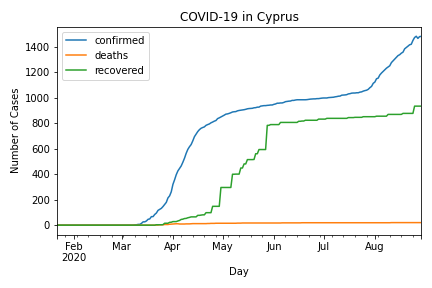 COVID-19 in Cyprus
confirmed
deaths
recovered
Number of Cases
1400
1200
1000
800
600
400
200
0
Feb Mar Apr May Jun Jul Aug
2020
Day